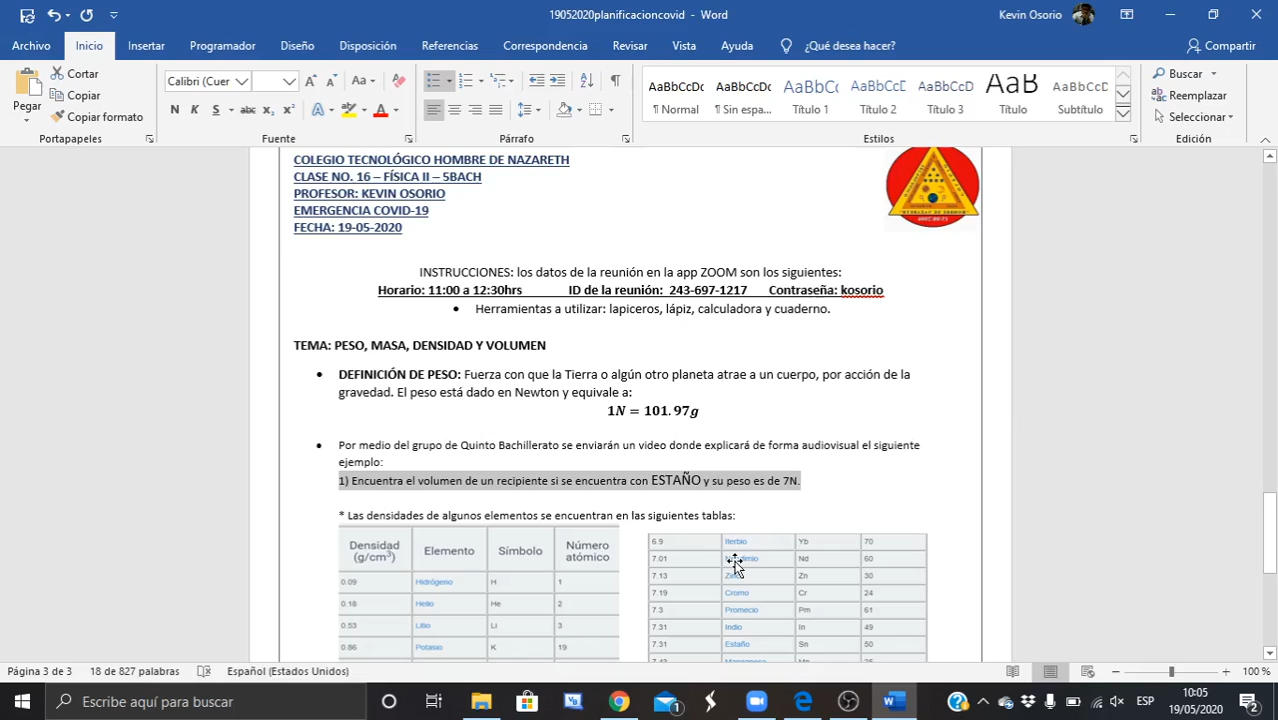 19052020planificacioncovid - Word
Kevin Osorio
Archivo Inicio Insertar Programador Diseño Disposición Referencias Correspondencia Revisar Vista Ayuda ¿Qué desea hacer? Compartir
Pegar
Cortar
Copiar
Copiar formato
Calibri (Cuer
Aa
N K S abc x₂ x² A A
AaBbCcDc AaBbCcDc AaBbC AaBbCcD AaBbCcD AaB AaBbCcD
¶ Normal ¶ Sin espa... Título 1 Título 2 Título 3 Título Subtítulo
Buscar
Reemplazar
Seleccionar
Portapapeles Fuente Párrafo Estilos Edición
COLEGIO TECNOLÓGICO HOMBRE DE NAZARETH
CLASE NO. 16 – FÍSICA II – 5BACH
PROFESOR: KEVIN OSORIO
EMERGENCIA COVID-19
FECHA: 19-05-2020
INSTRUCCIONES: los datos de la reunión en la app ZOOM son los siguientes:
Horario: 11:00 a 12:30hrs ID de la reunión: 243-697-1217 Contraseña: kosorio
• Herramientas a utilizar: lapiceros, lápiz, calculadora y cuaderno.
TEMA: PESO, MASA, DENSIDAD Y VOLUMEN
• DEFINICIÓN DE PESO: Fuerza con que la Tierra o algún otro planeta atrae a un cuerpo, por acción de la
gravedad. El peso está dado en Newton y equivale a:
1N = 101.97g
• Por medio del grupo de Quinto Bachillerato se enviarán un video donde explicará de forma audiovisual el siguiente
ejemplo:
1) Encuentra el volumen de un recipiente si se encuentra con ESTAÑO y su peso es de 7N.
* Las densidades de algunos elementos se encuentran en las siguientes tablas:
Densidad (g/cm³) Elemento Símbolo Número atómico
0.09 Hidrógeno H 1
0.18 Helio He 2
0.53 Litio Li 3
0.86 Potasio K 19
6.9 Iterbio Yb 70
7.01 Nd 60
7.13 Zn 30
7.19 Cromo Cr 24
7.3 Promecio Pm 61
7.31 Indio In 49
7.31 Estaño Sn 50
Página 3 de 3 18 de 827 palabras Español (Estados Unidos) 100 %
Escribe aquí para buscar
ESP
10:05
19/05/2020
1
2